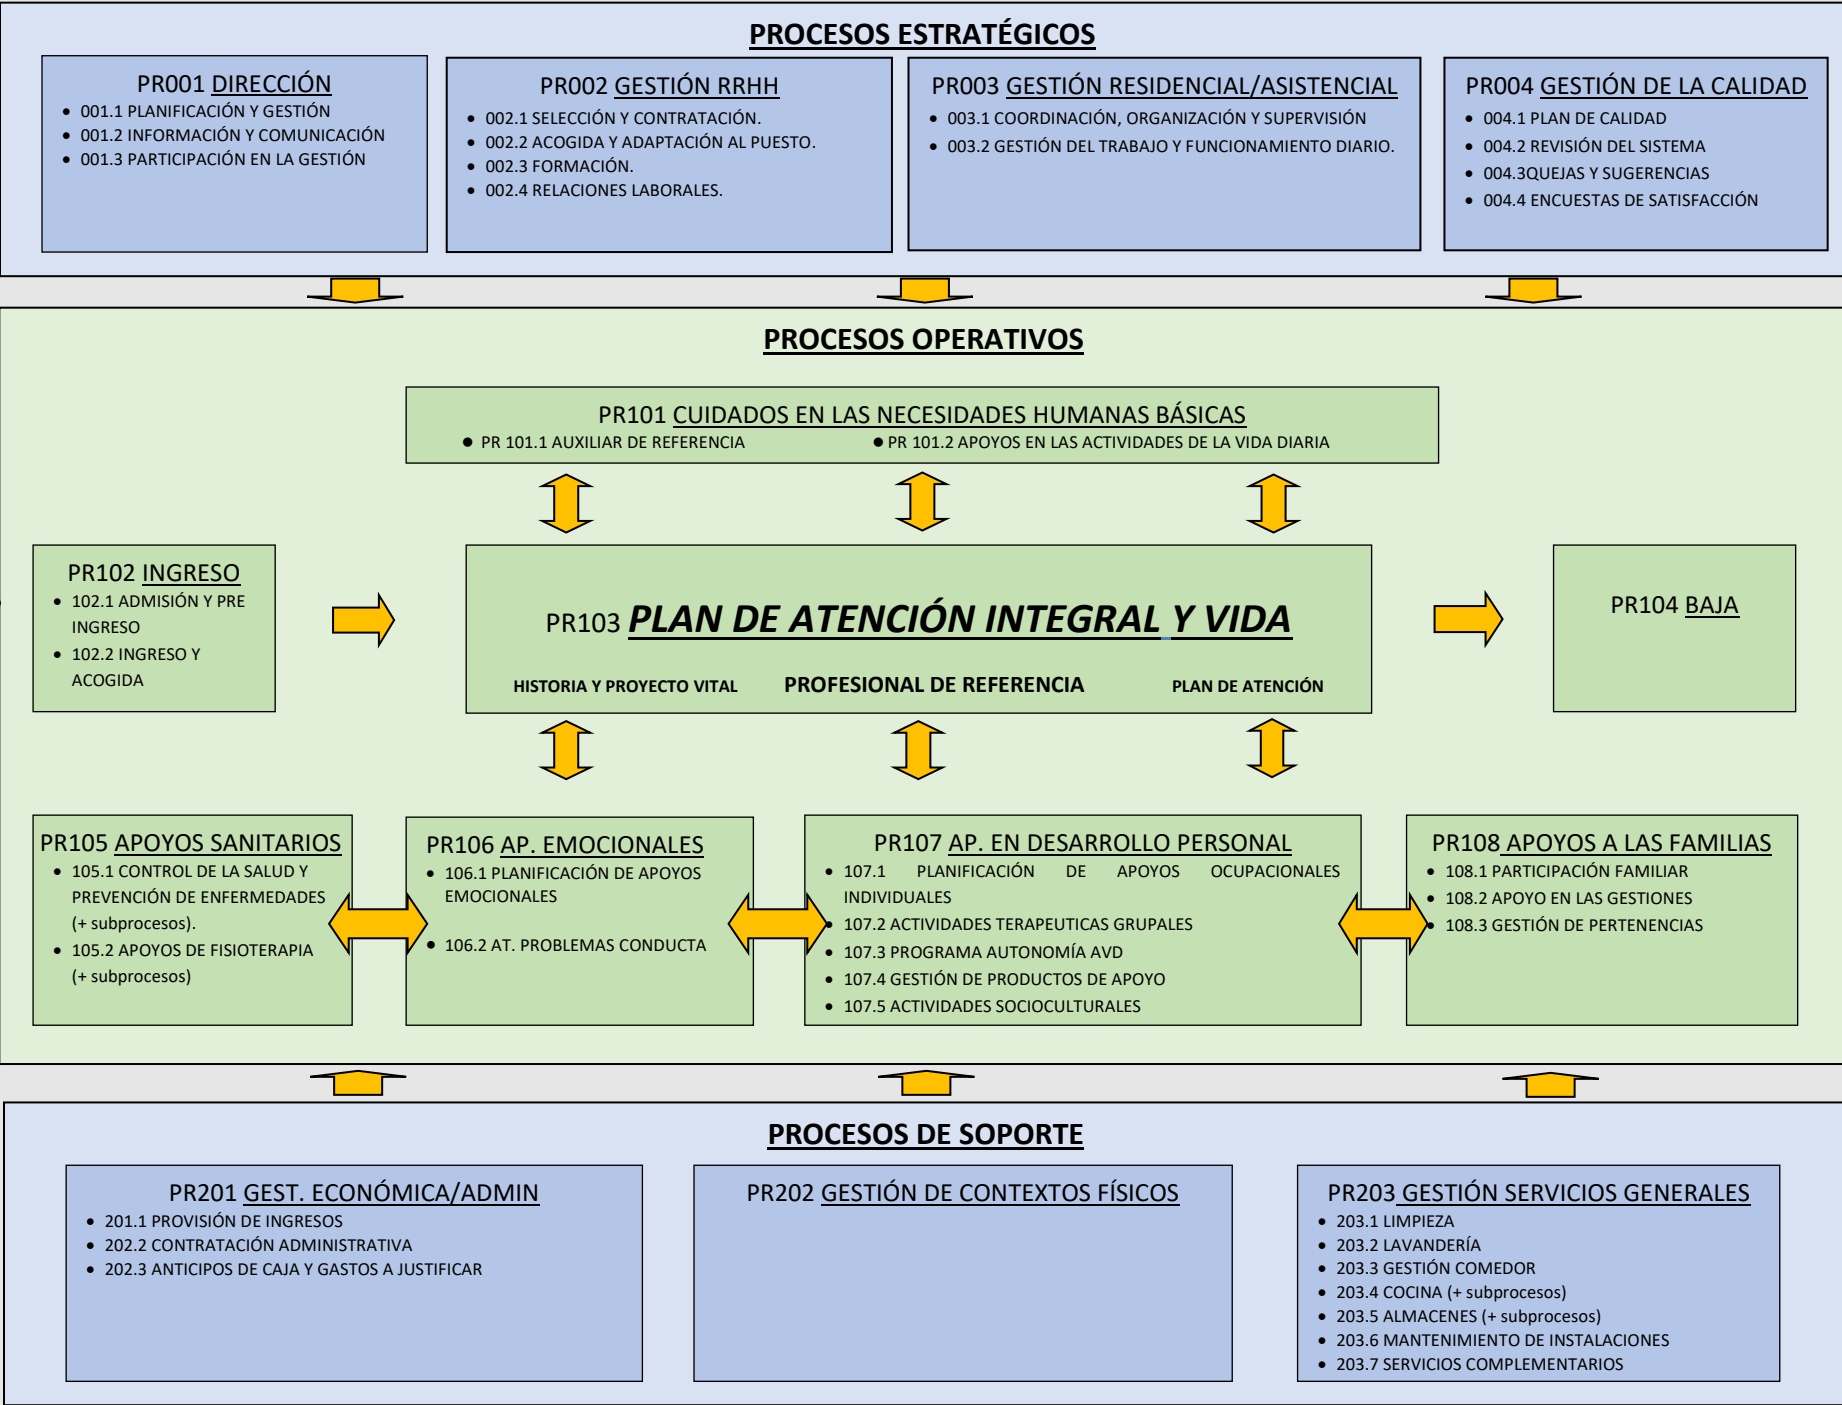 PROCESOS ESTRATÉGICOS
PR001 DIRECCIÓN
• 001.1 PLANIFICACIÓN Y GESTIÓN
• 001.2 INFORMACIÓN Y COMUNICACIÓN
• 001.3 PARTICIPACIÓN EN LA GESTIÓN
PR002 GESTIÓN RRHH
• 002.1 SELECCIÓN Y CONTRATACIÓN.
• 002.2 ACOGIDA Y ADAPTACIÓN AL PUESTO.
• 002.3 FORMACIÓN.
• 002.4 RELACIONES LABORALES.
PR003 GESTIÓN RESIDENCIAL/ASISTENCIAL
• 003.1 COORDINACIÓN, ORGANIZACIÓN Y SUPERVISIÓN
• 003.2 GESTIÓN DEL TRABAJO Y FUNCIONAMIENTO DIARIO.
PR004 GESTIÓN DE LA CALIDAD
• 004.1 PLAN DE CALIDAD
• 004.2 REVISIÓN DEL SISTEMA
• 004.3QUEJAS Y SUGERENCIAS
• 004.4 ENCUESTAS DE SATISFACCIÓN
PROCESOS OPERATIVOS
PR101 CUIDADOS EN LAS NECESIDADES HUMANAS BÁSICAS
• PR 101.1 AUXILIAR DE REFERENCIA
• PR 101.2 APOYOS EN LAS ACTIVIDADES DE LA VIDA DIARIA
PR102 INGRESO
• 102.1 ADMISIÓN Y PRE
INGRESO
• 102.2 INGRESO Y
ACOGIDA
PR103 PLAN DE ATENCIÓN INTEGRAL Y VIDA
HISTORIA Y PROYECTO VITAL
PROFESIONAL DE REFERENCIA
PLAN DE ATENCIÓN
PR104 BAJA
PR105 APOYOS SANITARIOS
• 105.1 CONTROL DE LA SALUD Y
PREVENCIÓN DE ENFERMEDADES
(+ subprocesos).
• 105.2 APOYOS DE FISIOTERAPIA
(+ subprocesos)
PR106 AP. EMOCIONALES
• 106.1 PLANIFICACIÓN DE APOYOS
EMOCIONALES
• 106.2 AT. PROBLEMAS CONDUCTA
PR107 AP. EN DESARROLLO PERSONAL
• 107.1 PLANIFICACIÓN DE APOYOS OCUPACIONALES
INDIVIDUALES
• 107.2 ACTIVIDADES TERAPEUTICAS GRUPALES
• 107.3 PROGRAMA AUTONOMÍA AVD
• 107.4 GESTIÓN DE PRODUCTOS DE APOYO
• 107.5 ACTIVIDADES SOCIOCULTURALES
PR108 APOYOS A LAS FAMILIAS
• 108.1 PARTICIPACIÓN FAMILIAR
• 108.2 APOYO EN LAS GESTIONES
• 108.3 GESTIÓN DE PERTENENCIAS
PROCESOS DE SOPORTE
PR201 GEST. ECONÓMICA/ADMIN
• 201.1 PROVISIÓN DE INGRESOS
• 202.2 CONTRATACIÓN ADMINISTRATIVA
• 202.3 ANTICIPOS DE CAJA Y GASTOS A JUSTIFICAR
PR202 GESTIÓN DE CONTEXTOS FÍSICOS
PR203 GESTIÓN SERVICIOS GENERALES
• 203.1 LIMPIEZA
• 203.2 LAVANDERÍA
• 203.3 GESTIÓN COMEDOR
• 203.4 COCINA (+ subprocesos)
• 203.5 ALMACENES (+ subprocesos)
• 203.6 MANTENIMIENTO DE INSTALACIONES
• 203.7 SERVICIOS COMPLEMENTARIOS